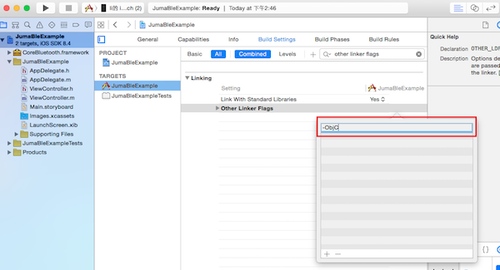 JumaBleExample: Ready | Today at 下午2:46
JumaBleExample
JumaBleExample
2 targets, iOS SDK 8.4
CoreBluetooth.framework
JumaBleExample
AppDelegate.h
AppDelegate.m
ViewController.h
ViewController.m
Main.storyboard
Images.xcassets
LaunchScreen.xib
Supporting Files
JumaBleExampleTests
Products
General
Capabilities
Info
Build Settings
Build Phases
Build Rules
PROJECT
JumaBleExample
TARGETS
JumaBleExample
JumaBleExampleTests
Basic
All
Combined
Levels
other linker flags
Linking
Setting
JumaBleExample
Link With Standard Libraries
Yes
Other Linker Flags
-ObjC
Quick Help
Declaration OTHER_LDF
Description Options de
are passed
the linker. [